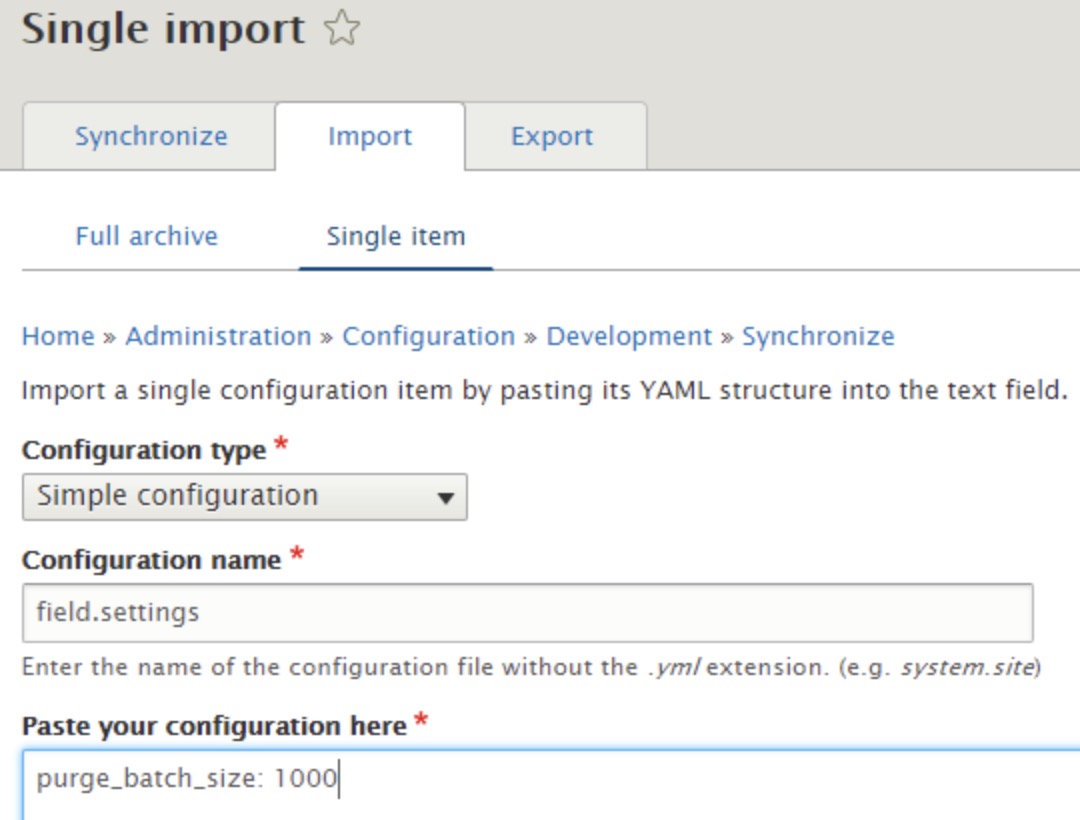 Single import
Synchronize
Import
Export
Full archive
Single item
Home » Administration » Configuration » Development » Synchronize
Import a single configuration item by pasting its YAML structure into the text field.
Configuration type *
Simple configuration
Configuration name *
field.settings
Enter the name of the configuration file without the .yml extension. (e.g. system.site)
Paste your configuration here *
purge_batch_size: 1000